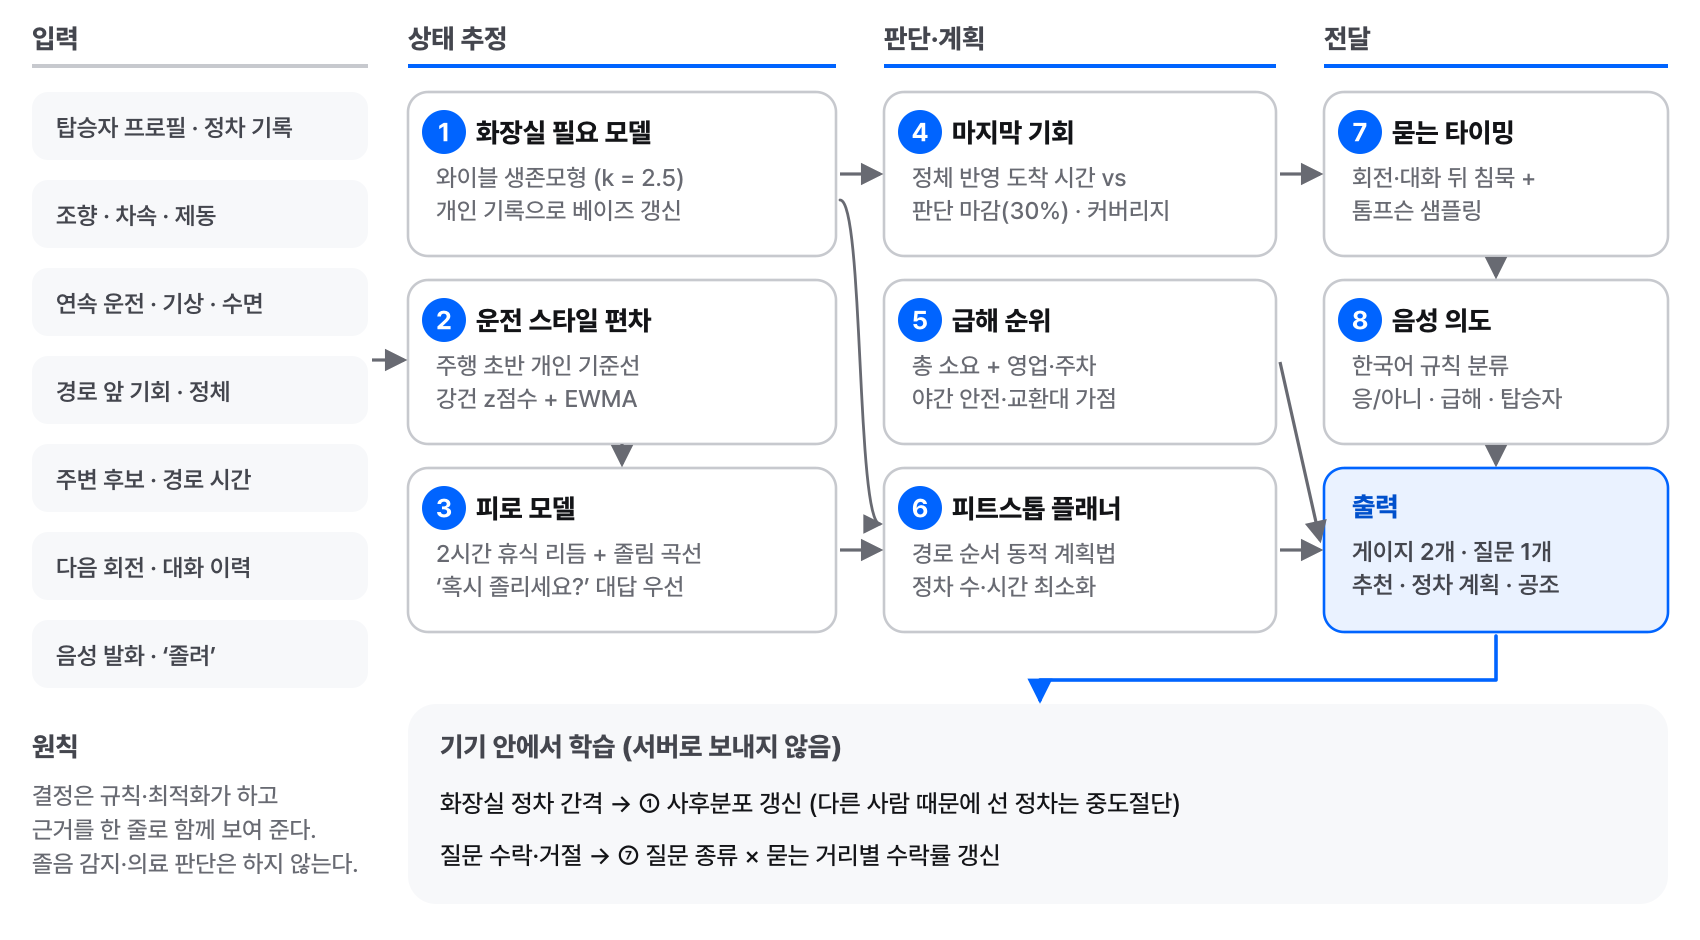 입력
탑승자 프로필 · 정차 기록
조향 · 차속 · 제동
연속 운전 · 기상 · 수면
경로 앞 기회 · 정체
주변 후보 · 경로 시간
다음 회전 · 대화 이력
음성 발화 · ‘졸려’
원칙
결정은 규칙·최적화가 하고
근거를 한 줄로 함께 보여 준다.
졸음 감지·의료 판단은 하지 않는다.
상태 추정
1 화장실 필요 모델
와이블 생존모형 (k = 2.5)
개인 기록으로 베이즈 갱신
2 운전 스타일 편차
주행 초반 개인 기준선
강건 z점수 + EWMA
3 피로 모델
2시간 휴식 리듬 + 졸림 곡선
‘혹시 졸리세요?’ 대답 우선
판단·계획
4 마지막 기회
정체 반영 도착 시간 vs
판단 마감(30%) · 커버리지
5 급해 순위
총 소요 + 영업·주차
야간 안전·교환대 가점
6 피트스톱 플래너
경로 순서 동적 계획법
정차 수·시간 최소화
전달
7 묻는 타이밍
회전·대화 뒤 침묵 +
톰프슨 샘플링
8 음성 의도
한국어 규칙 분류
응/아니 · 급해 · 탑승자
출력
게이지 2개 · 질문 1개
추천 · 정차 계획 · 공조
기기 안에서 학습 (서버로 보내지 않음)
화장실 정차 간격 → ① 사후분포 갱신 (다른 사람 때문에 선 정차는 중도절단)
질문 수락·거절 → ⑦ 질문 종류 × 묻는 거리별 수락률 갱신